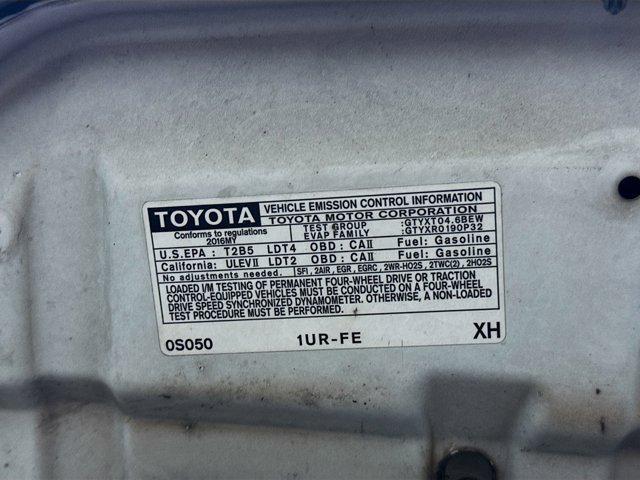 TOYOTA
VEHICLE EMISSION CONTROL INFORMATION
TOYOTA MOTOR CORPORATION
Conforms to regulations
2016MY
TEST GROUP :GTYXT04.6BEW
EVAP FAMILY :GTYXR0190P32
U.S.EPA : T2B5 LDT4 OBD : CAII Fuel: Gasoline
California: ULEVII LDT2 OBD : CAII Fuel: Gasoline
No adjustments needed. SFI, 2AIR, EGR, EGRC, 2WR-HO2S, 2TWC(2), 2HO2S
LOADED I/M TESTING OF PERMANENT FOUR-WHEEL DRIVE OR TRACTION
CONTROL-EQUIPPED VEHICLES MUST BE CONDUCTED ON A FOUR-WHEEL
DRIVE SPEED SYNCHRONIZED DYNAMOMETER. OTHERWISE, A NON-LOADED
TEST PROCEDURE MUST BE PERFORMED.
0S050 1UR-FE XH